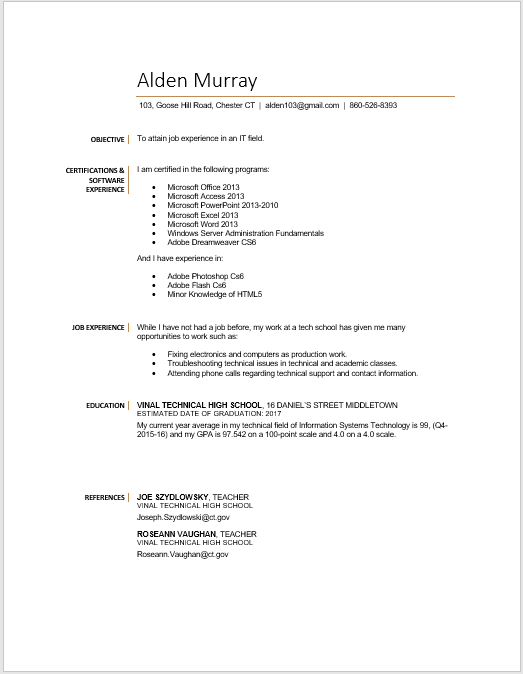 Alden Murray
103, Goose Hill Road, Chester CT | alden103@gmail.com | 860-526-8393
OBJECTIVE
To attain job experience in an IT field.
CERTIFICATIONS &
SOFTWARE
EXPERIENCE
I am certified in the following programs:
• Microsoft Office 2013
• Microsoft Access 2013
• Microsoft PowerPoint 2013-2010
• Microsoft Excel 2013
• Microsoft Word 2013
• Windows Server Administration Fundamentals
• Adobe Dreamweaver CS6
And I have experience in:
• Adobe Photoshop Cs6
• Adobe Flash Cs6
• Minor Knowledge of HTML5
JOB EXPERIENCE
While I have not had a job before, my work at a tech school has given me many
opportunities to work such as:
• Fixing electronics and computers as production work.
• Troubleshooting technical issues in technical and academic classes.
• Attending phone calls regarding technical support and contact information.
EDUCATION
VINAL TECHNICAL HIGH SCHOOL, 16 DANIEL'S STREET MIDDLETOWN
ESTIMATED DATE OF GRADUATION: 2017
My current year average in my technical field of Information Systems Technology is 99, (Q4-
2015-16) and my GPA is 97.542 on a 100-point scale and 4.0 on a 4.0 scale.
REFERENCES
JOE SZYDLOWSKY, TEACHER
VINAL TECHNICAL HIGH SCHOOL
Joseph.Szydlowski@ct.gov
ROSEANN VAUGHAN, TEACHER
VINAL TECHNICAL HIGH SCHOOL
Roseann.Vaughan@ct.gov